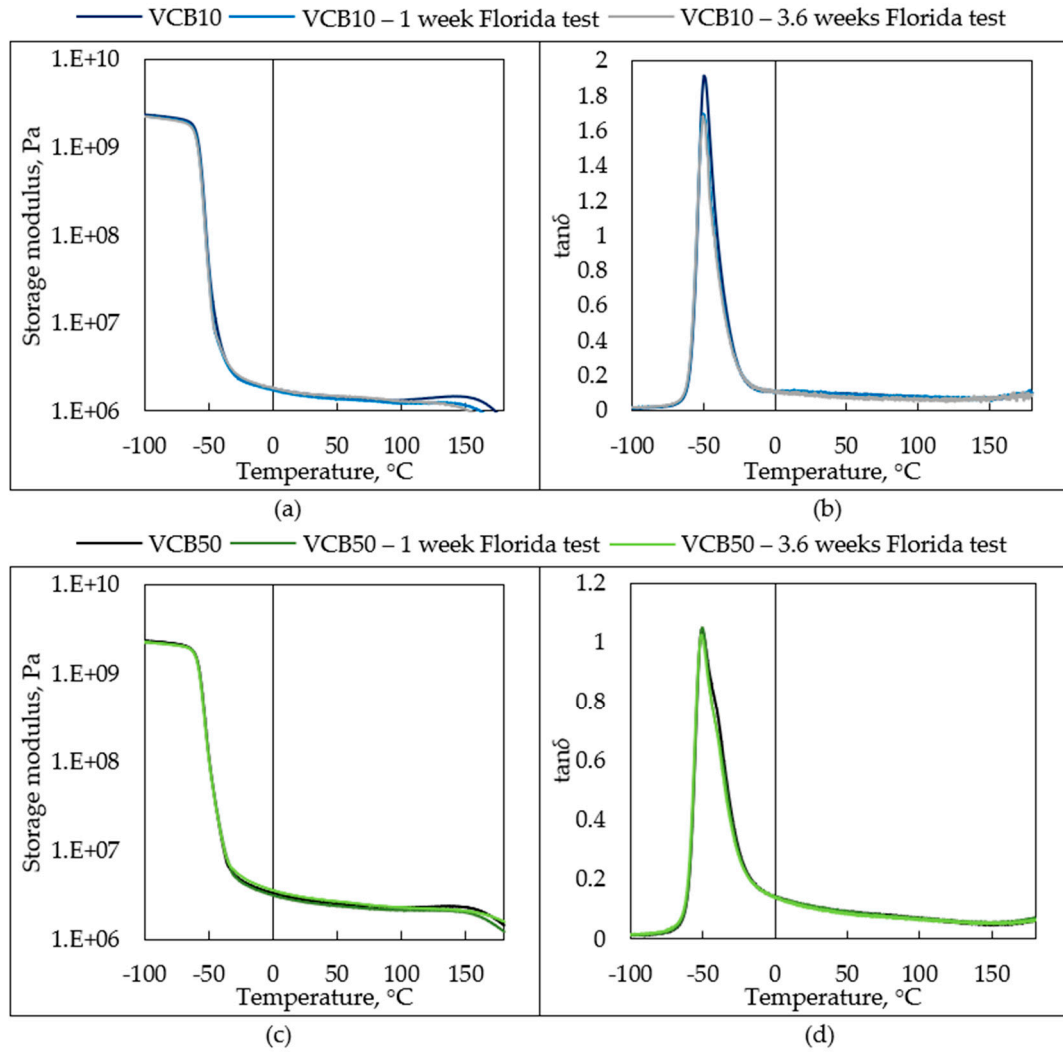 VCB10 VCB10 – 1 week Florida test VCB10 – 3.6 weeks Florida test
Storage modulus, Pa
1.E+10
1.E+09
1.E+08
1.E+07
1.E+06
-100 -50 0 50 100 150
Temperature, °C
(a)
tanδ
2
1.8
1.6
1.4
1.2
1
0.8
0.6
0.4
0.2
0
-100 -50 0 50 100 150
Temperature, °C
(b)
VCB50 VCB50 – 1 week Florida test VCB50 – 3.6 weeks Florida test
Storage modulus, Pa
1.E+10
1.E+09
1.E+08
1.E+07
1.E+06
-100 -50 0 50 100 150
Temperature, °C
(c)
tanδ
1.2
1
0.8
0.6
0.4
0.2
0
-100 -50 0 50 100 150
Temperature, °C
(d)